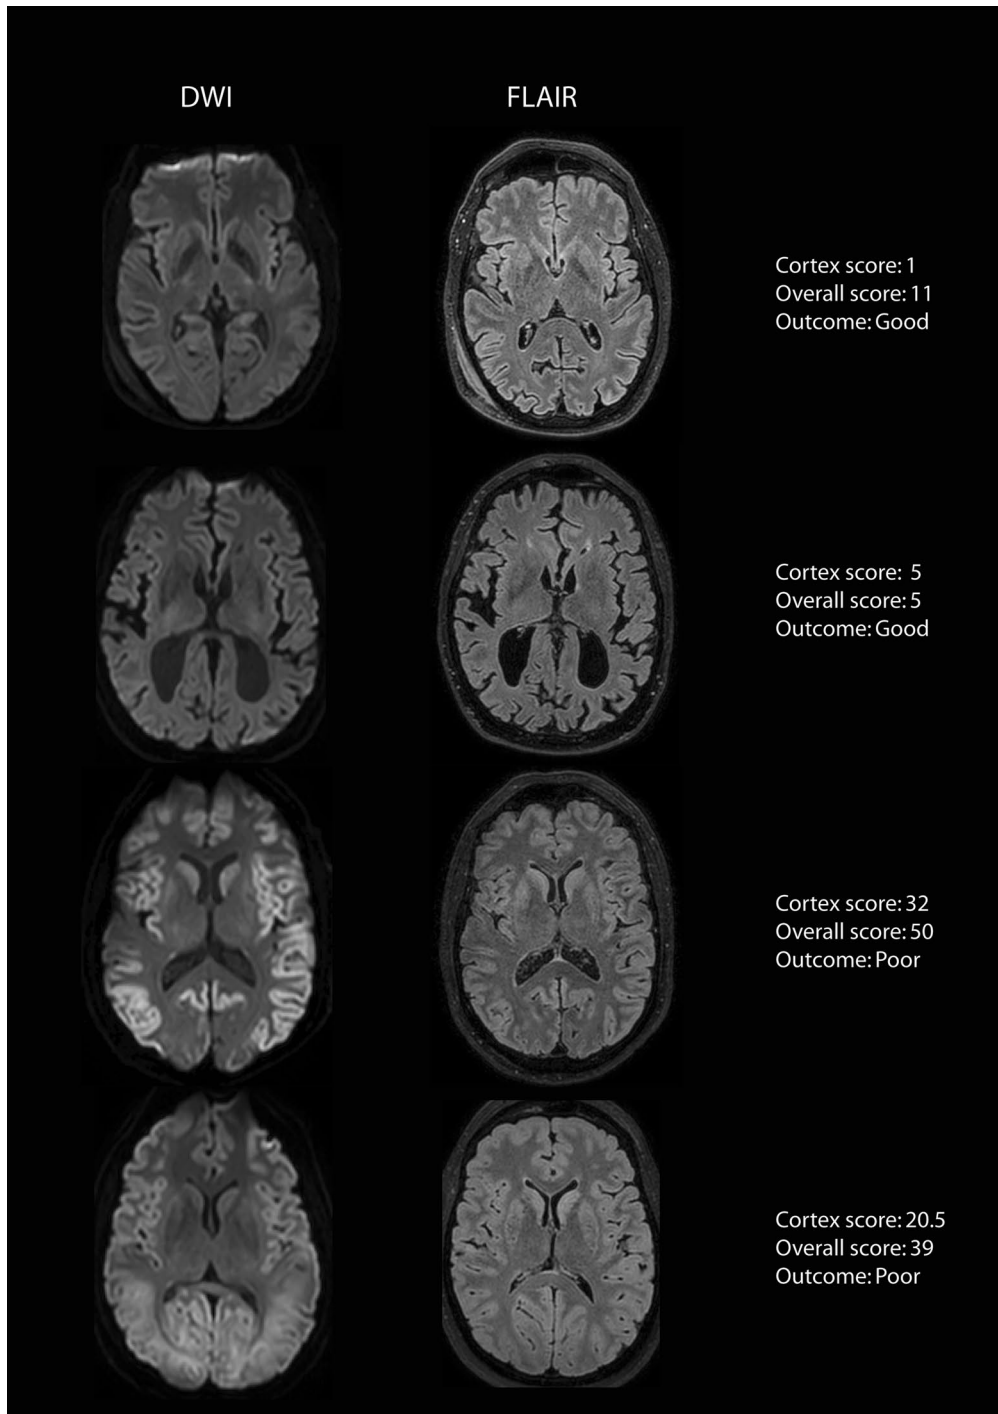 DWI
FLAIR
Cortex score: 1
Overall score: 11
Outcome: Good
Cortex score: 5
Overall score: 5
Outcome: Good
Cortex score: 32
Overall score: 50
Outcome: Poor
Cortex score: 20.5
Overall score: 39
Outcome: Poor